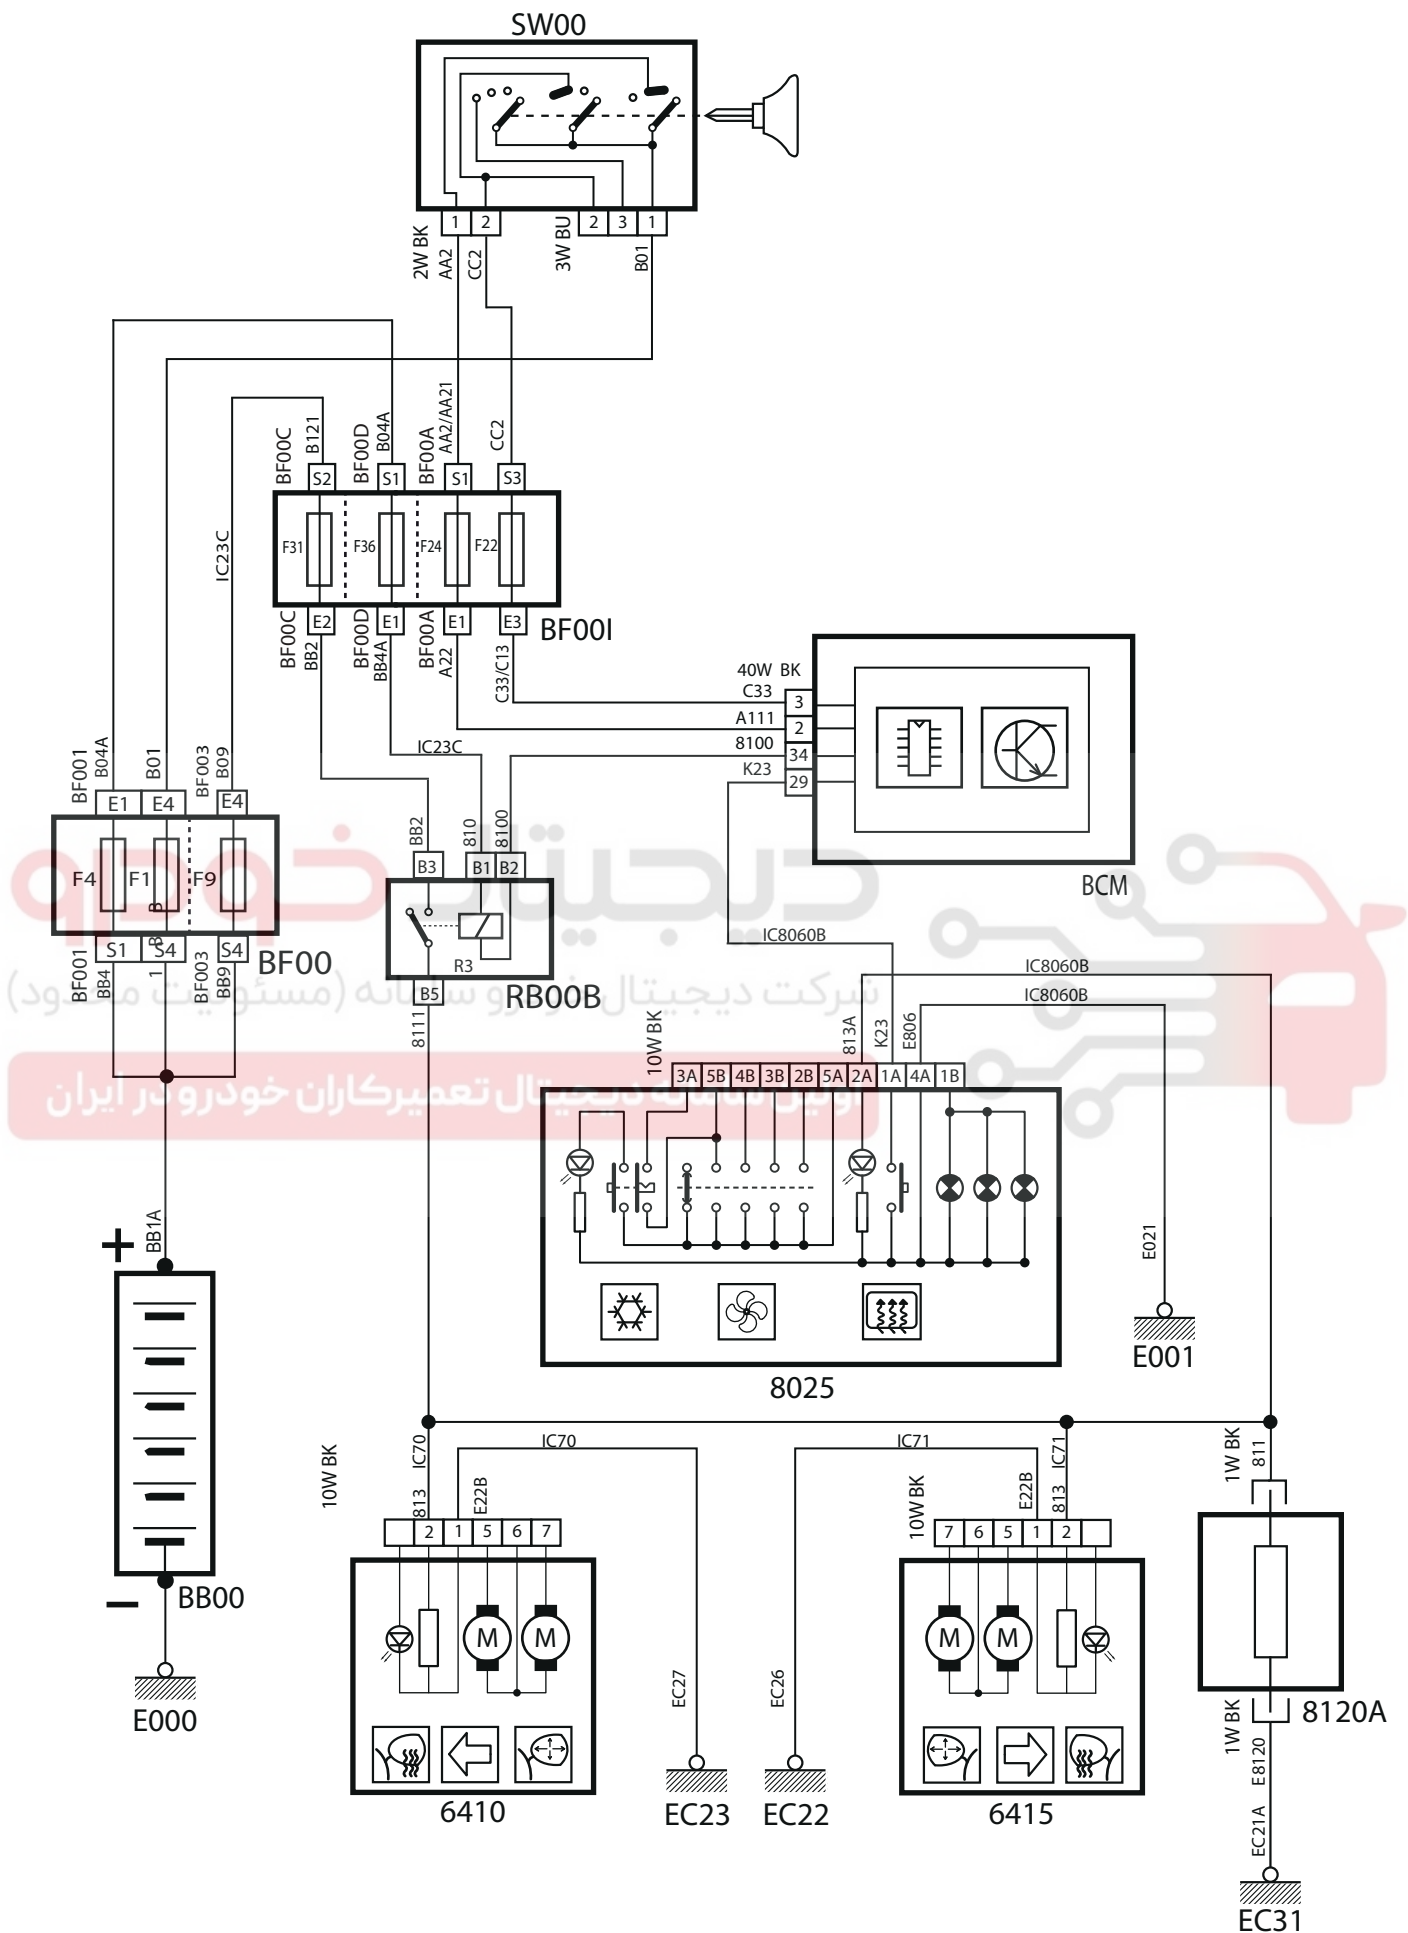 SW00
1 2 2 3 1
2W BK
AA2
CC2
3W BU
B01
BF00C
B121
BF00D
B04A
BF00A
AA2/AA21
CC2
S2 S1 S1 S3
IC23C
F31 F36 F24 F22
E2 E1 E1 E3
BF00I
BF00C
BB2
BF00D
BB4A
BF00A
A22
C33/C13
40W BK
C33 3
A111 2
8100 34
K23 29
BCM
IC23C
BF001
B04A
B01
BF003
B09
E1 E4 E4
F4 F1 F9
B
B
S1 S4 S4
BF00
BF001
BB4
1
BF003
BB9
BB2
810
8100
B3 B1 B2
R3
RB00B
B5
8111
دیجیتال خودرو
شرکت دیجیتال خودرو سامانه (مسئولیت محدود)
اولین سامانه دیجیتال تعمیرکاران خودرو در ایران
IC8060B
IC8060B
IC8060B
10W BK
813A
K23
E806
3A 5B 4B 3B 2B 5A 2A 1A 4A 1B
8025
E021
E001
+
BB1A
−
BB00
E000
10W BK
813
IC70
IC70
E22B
2 1 5 6 7
M M
6410
EC27
EC23
IC71
IC71
10W BK
E22B
813
7 6 5 1 2
M M
6415
EC26
EC22
1W BK
811
8120A
1W BK
E8120
EC21A
EC31